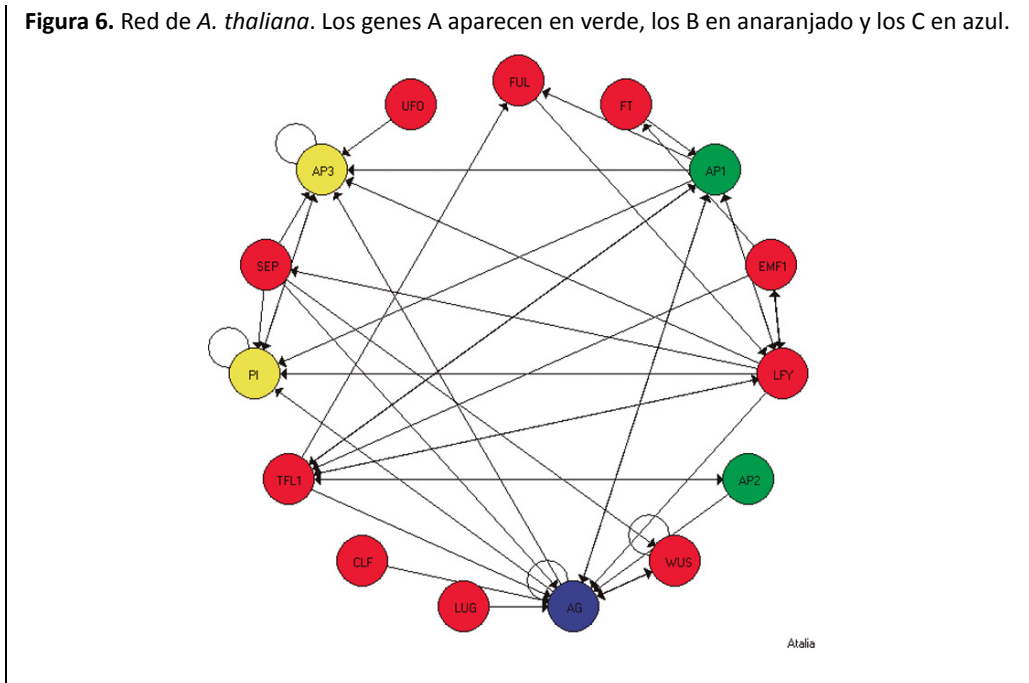 Figura 6. Red de A. thaliana. Los genes A aparecen en verde, los B en anaranjado y los C en azul.
FUL
UFO
FT
AP3
AP1
SEP
EMF1
PI
LFY
TFL1
AP2
CLF
WUS
LUG
AG
Atalia